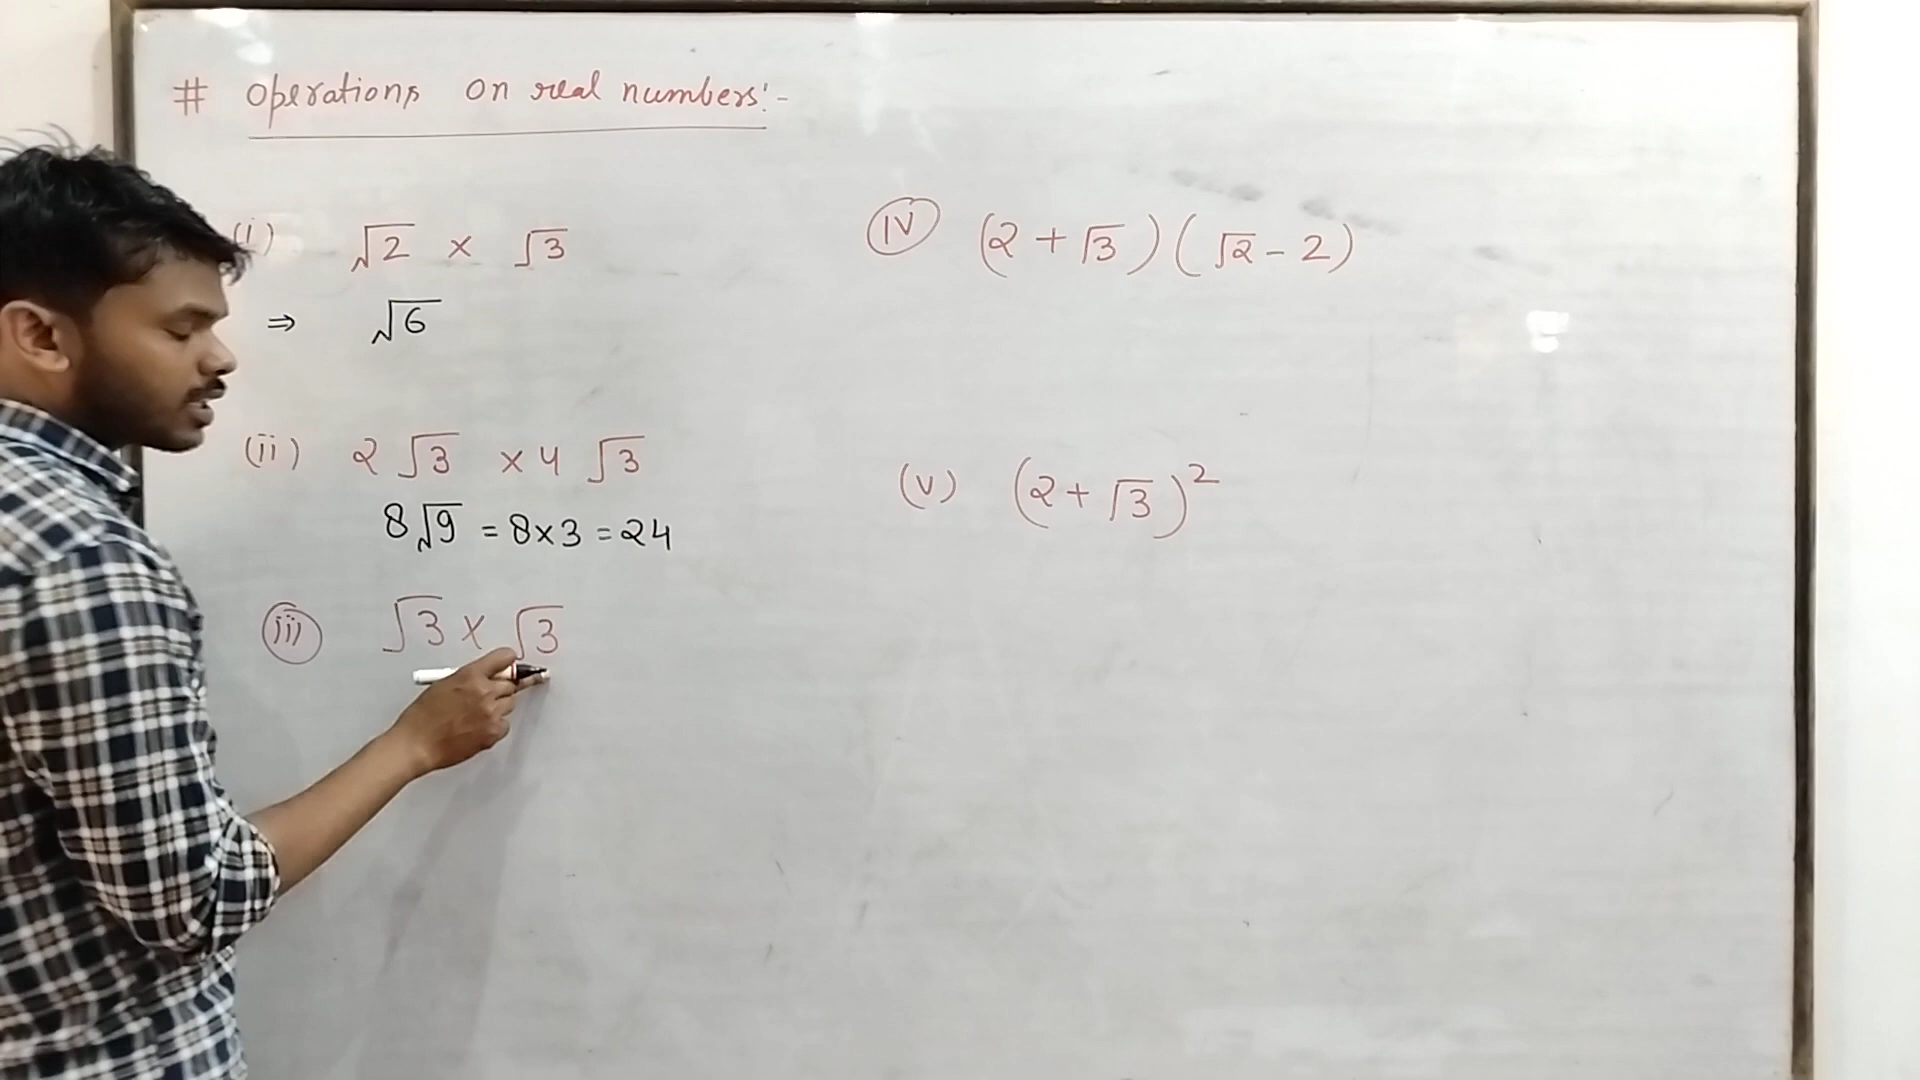 # Operations on real numbers:-
(i) √2 × √3
⇒ √6
(ii) 2√3 × 4√3
8√9 = 8×3 = 24
(iii) √3 × √3
(iv) (2 + √3)(√2 - 2)
(v) (2 + √3)²